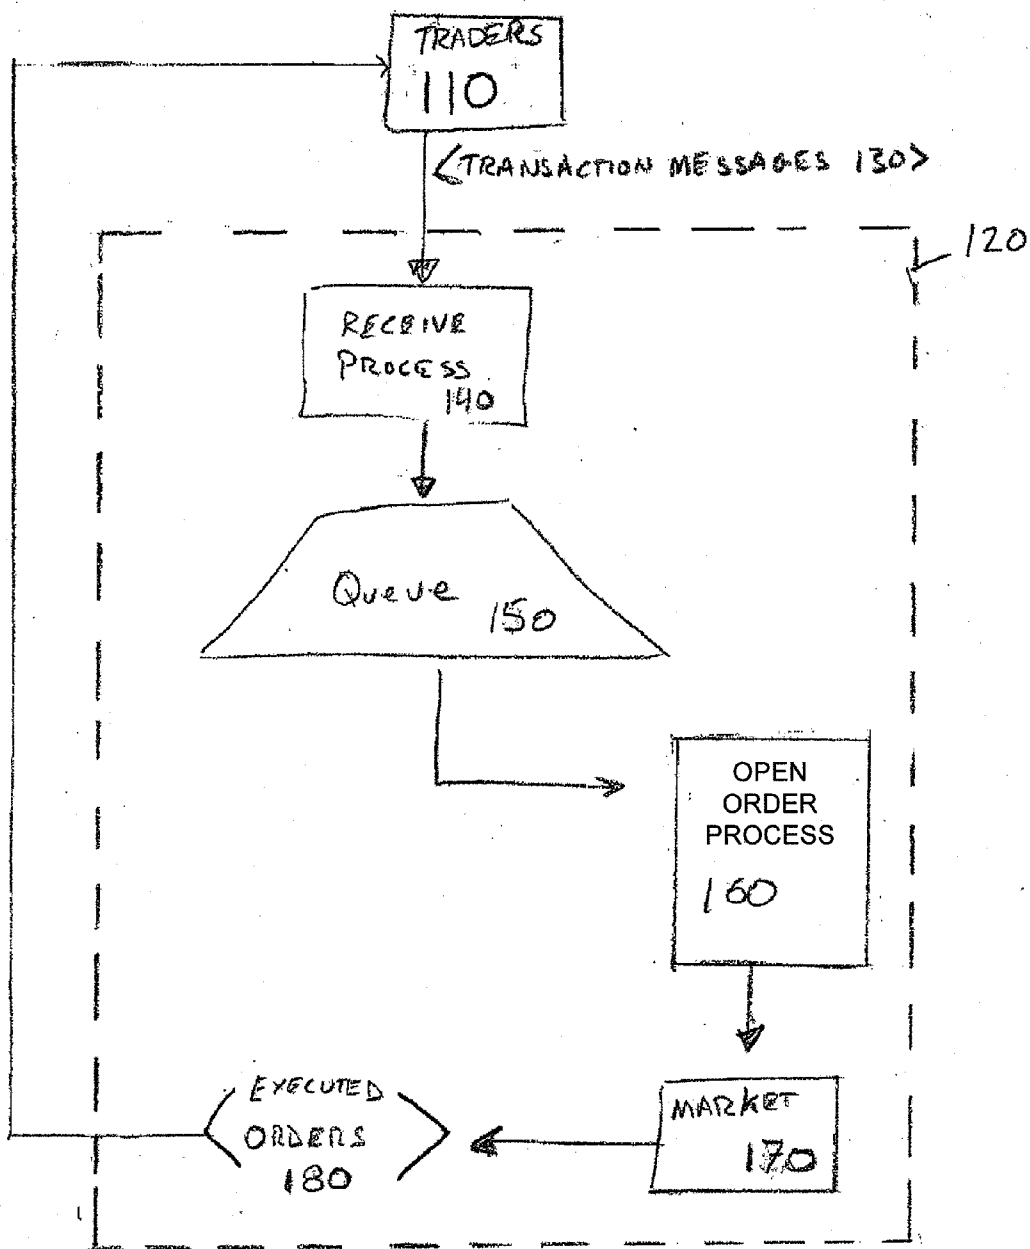 TRADERS
110
<TRANSACTION MESSAGES 130>
120
RECEIVE
PROCESS
140
Queue
150
OPEN
ORDER
PROCESS
160
EXECUTED
ORDERS
180
MARKET
170